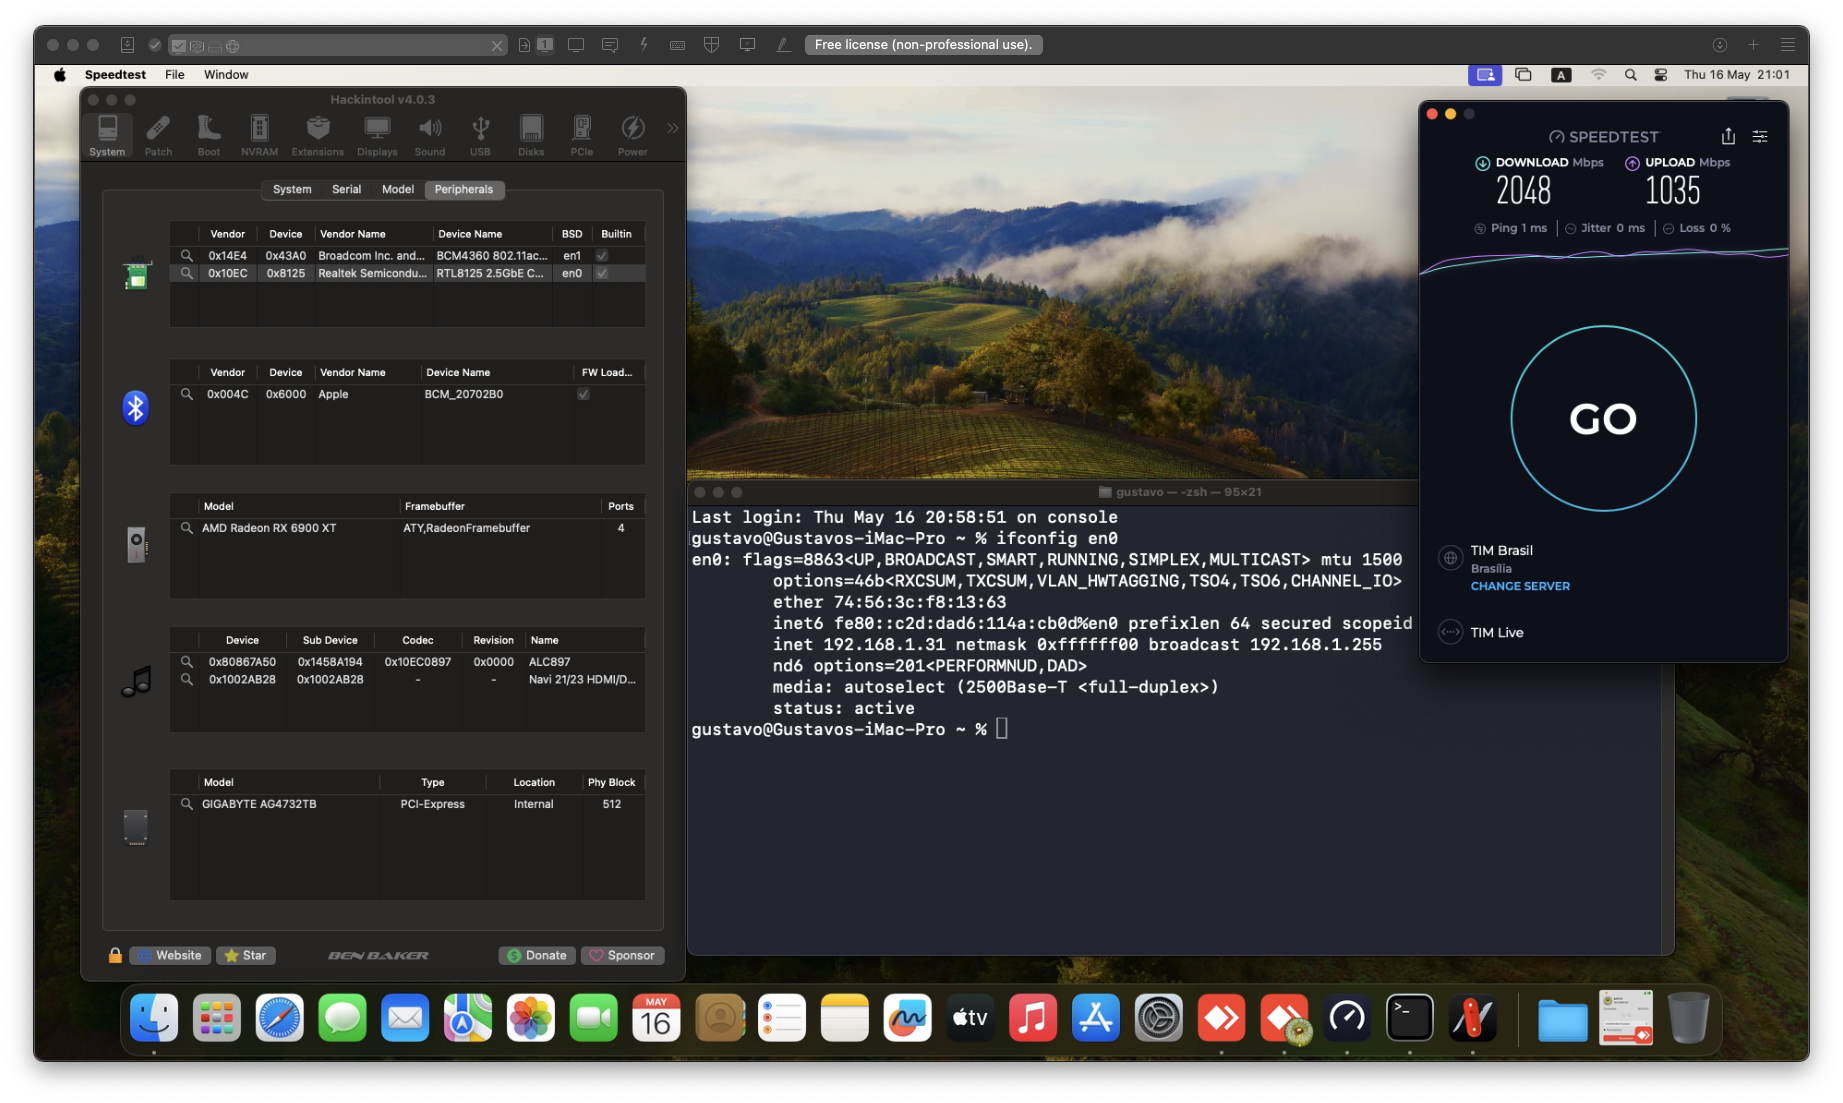 Free license (non-professional use).
Speedtest File Window
A
Thu 16 May 21:01
Hackintool v4.0.3
System Patch Boot NVRAM Extensions Displays Sound USB Disks PCIe Power
System Serial Model Peripherals
Vendor Device Vendor Name Device Name BSD Builtin
0x14E4 0x43A0 Broadcom Inc. and... BCM4360 802.11ac... en1
0x10EC 0x8125 Realtek Semicondu... RTL8125 2.5GbE C... en0
Vendor Device Vendor Name Device Name FW Load...
0x004C 0x6000 Apple BCM_20702B0
Model Framebuffer Ports
AMD Radeon RX 6900 XT ATY,RadeonFramebuffer 4
Device Sub Device Codec Revision Name
0x80867A50 0x1458A194 0x10EC0897 0x0000 ALC897
0x1002AB28 0x1002AB28 - - Navi 21/23 HDMI/D...
Model Type Location Phy Block
GIGABYTE AG4732TB PCI-Express Internal 512
Website Star BEN BAKER Donate Sponsor
gustavo — -zsh — 95×21
Last login: Thu May 16 20:58:51 on console
gustavo@Gustavos-iMac-Pro ~ % ifconfig en0
en0: flags=8863<UP,BROADCAST,SMART,RUNNING,SIMPLEX,MULTICAST> mtu 1500
options=46b<RXCSUM,TXCSUM,VLAN_HWTAGGING,TSO4,TSO6,CHANNEL_IO>
ether 74:56:3c:f8:13:63
inet6 fe80::c2d:dad6:114a:cb0d%en0 prefixlen 64 secured scopeid
inet 192.168.1.31 netmask 0xffffff00 broadcast 192.168.1.255
nd6 options=201<PERFORMNUD,DAD>
media: autoselect (2500Base-T <full-duplex>)
status: active
gustavo@Gustavos-iMac-Pro ~ %
SPEEDTEST
DOWNLOAD Mbps UPLOAD Mbps
2048 1035
Ping 1 ms Jitter 0 ms Loss 0 %
GO
TIM Brasil
Brasília
CHANGE SERVER
TIM Live
MAY
16
tv